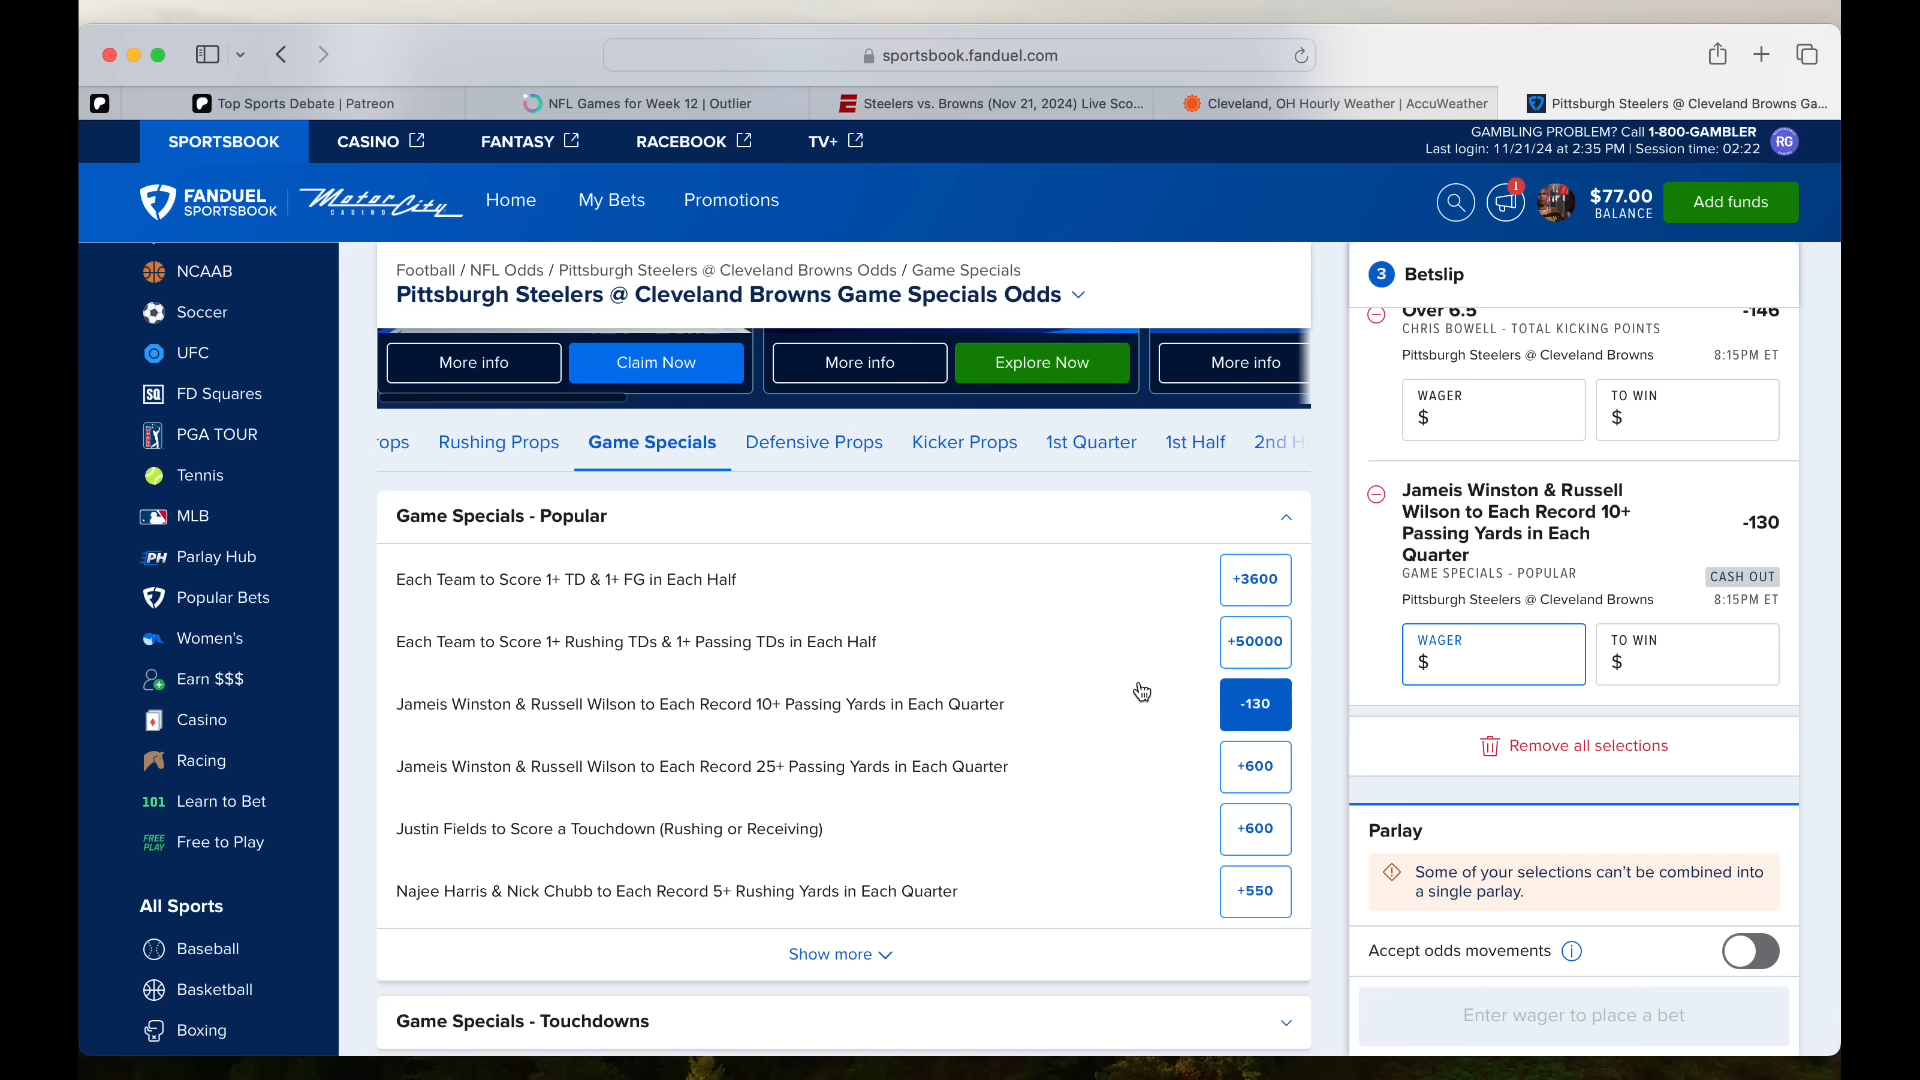 sportsbook.fanduel.com
Top Sports Debate | Patreon
NFL Games for Week 12 | Outlier
Steelers vs. Browns (Nov 21, 2024) Live Sco...
Cleveland, OH Hourly Weather | AccuWeather
Pittsburgh Steelers @ Cleveland Browns Ga...
SPORTSBOOK
CASINO
FANTASY
RACEBOOK
TV+
GAMBLING PROBLEM? Call 1-800-GAMBLER
Last login: 11/21/24 at 2:35 PM | Session time: 02:22
RG
FANDUEL
SPORTSBOOK
MotorCity
CASINO
Home
My Bets
Promotions
1
$77.00
BALANCE
Add funds
NCAAB
Soccer
UFC
SQ FD Squares
PGA TOUR
Tennis
MLB
PH Parlay Hub
Popular Bets
Women's
Earn $$$
Casino
Racing
101 Learn to Bet
FREE PLAY Free to Play
All Sports
Baseball
Basketball
Boxing
Football / NFL Odds / Pittsburgh Steelers @ Cleveland Browns Odds / Game Specials
Pittsburgh Steelers @ Cleveland Browns Game Specials Odds
More info
Claim Now
More info
Explore Now
More info
ops
Rushing Props
Game Specials
Defensive Props
Kicker Props
1st Quarter
1st Half
2nd H
Game Specials - Popular
Each Team to Score 1+ TD & 1+ FG in Each Half
+3600
Each Team to Score 1+ Rushing TDs & 1+ Passing TDs in Each Half
+50000
Jameis Winston & Russell Wilson to Each Record 10+ Passing Yards in Each Quarter
-130
Jameis Winston & Russell Wilson to Each Record 25+ Passing Yards in Each Quarter
+600
Justin Fields to Score a Touchdown (Rushing or Receiving)
+600
Najee Harris & Nick Chubb to Each Record 5+ Rushing Yards in Each Quarter
+550
Show more
Game Specials - Touchdowns
3 Betslip
Over 6.5
-146
CHRIS BOWELL - TOTAL KICKING POINTS
Pittsburgh Steelers @ Cleveland Browns
8:15PM ET
WAGER
$
TO WIN
$
Jameis Winston & Russell
Wilson to Each Record 10+
Passing Yards in Each
Quarter
-130
GAME SPECIALS - POPULAR
CASH OUT
Pittsburgh Steelers @ Cleveland Browns
8:15PM ET
WAGER
$
TO WIN
$
Remove all selections
Parlay
Some of your selections can't be combined into
a single parlay.
Accept odds movements
Enter wager to place a bet